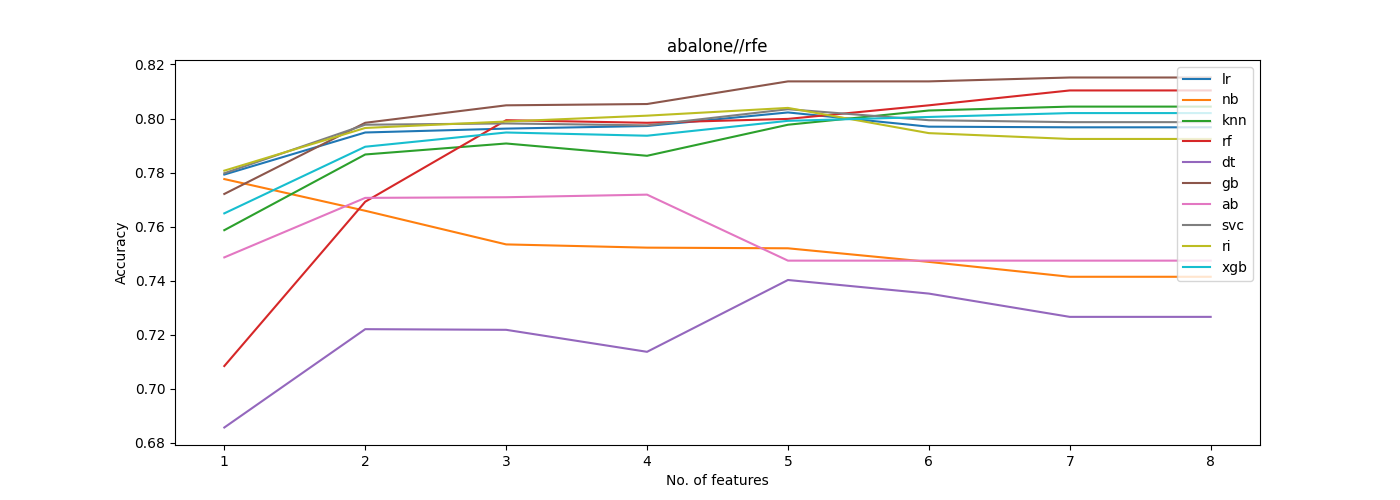 abalone//rfe
Accuracy
0.82
0.80
0.78
0.76
0.74
0.72
0.70
0.68
1 2 3 4 5 6 7 8
No. of features
lr
nb
knn
rf
dt
gb
ab
svc
ri
xgb